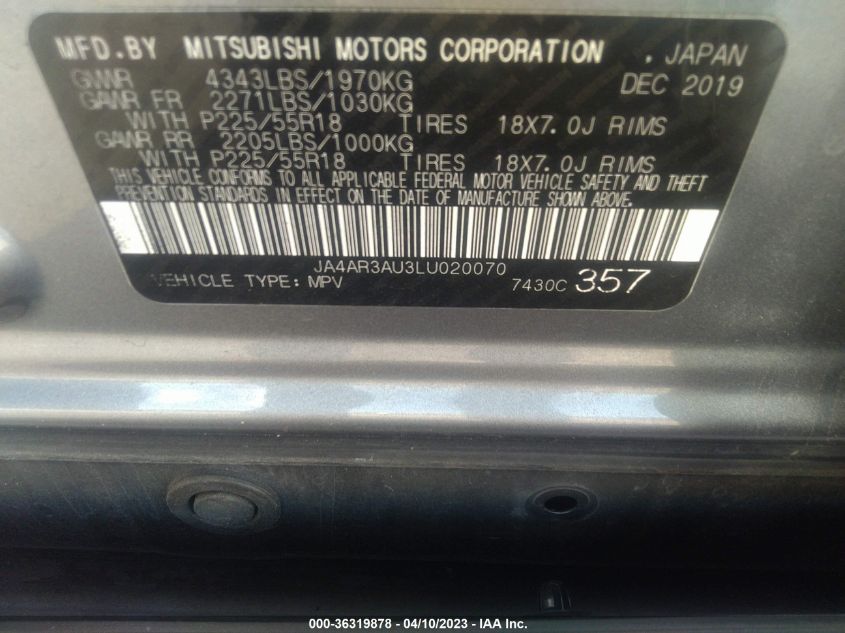 MFD.BY MITSUBISHI MOTORS CORPORATION , JAPAN
GVWR 4343LBS/1970KG DEC 2019
GAWR FR 2271LBS/1030KG
WITH P225/55R18 TIRES 18X7.0J RIMS
GAWR RR 2205LBS/1000KG
WITH P225/55R18 TIRES 18X7.0J RIMS
THIS VEHICLE CONFORMS TO ALL APPLICABLE FEDERAL MOTOR VEHICLE SAFETY AND THEFT
PREVENTION STANDARDS IN EFFECT ON THE DATE OF MANUFACTURE SHOWN ABOVE.
JA4AR3AU3LU020070
VEHICLE TYPE: MPV 7430C 357
000-36319878 - 04/10/2023 - © IAA Inc.